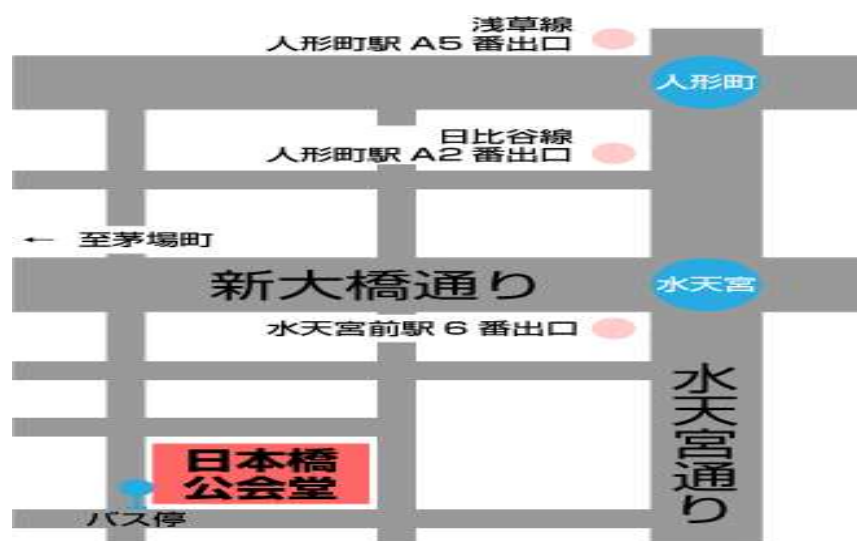 浅草線
人形町駅 A5 番出口
人形町
日比谷線
人形町駅 A2 番出口
← 至茅場町
新大橋通り
水天宮
水天宮前駅 6 番出口
水天宮通り
日本橋
公会堂
バス停